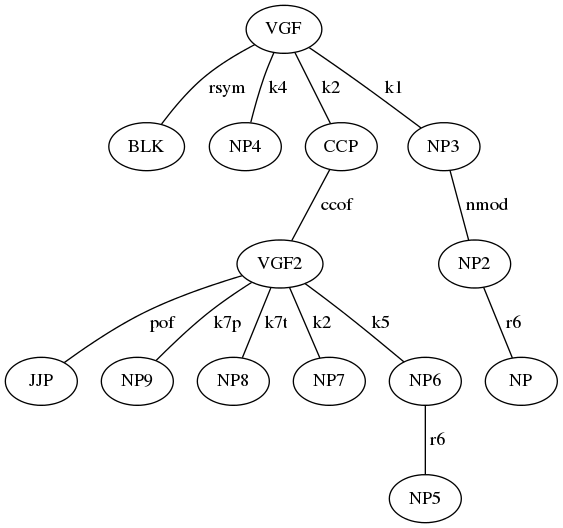 VGF
rsym k4 k2 k1
BLK NP4 CCP NP3
ccof nmod
VGF2 NP2
pof k7p k7t k2 k5 r6
JJP NP9 NP8 NP7 NP6 NP
r6
NP5